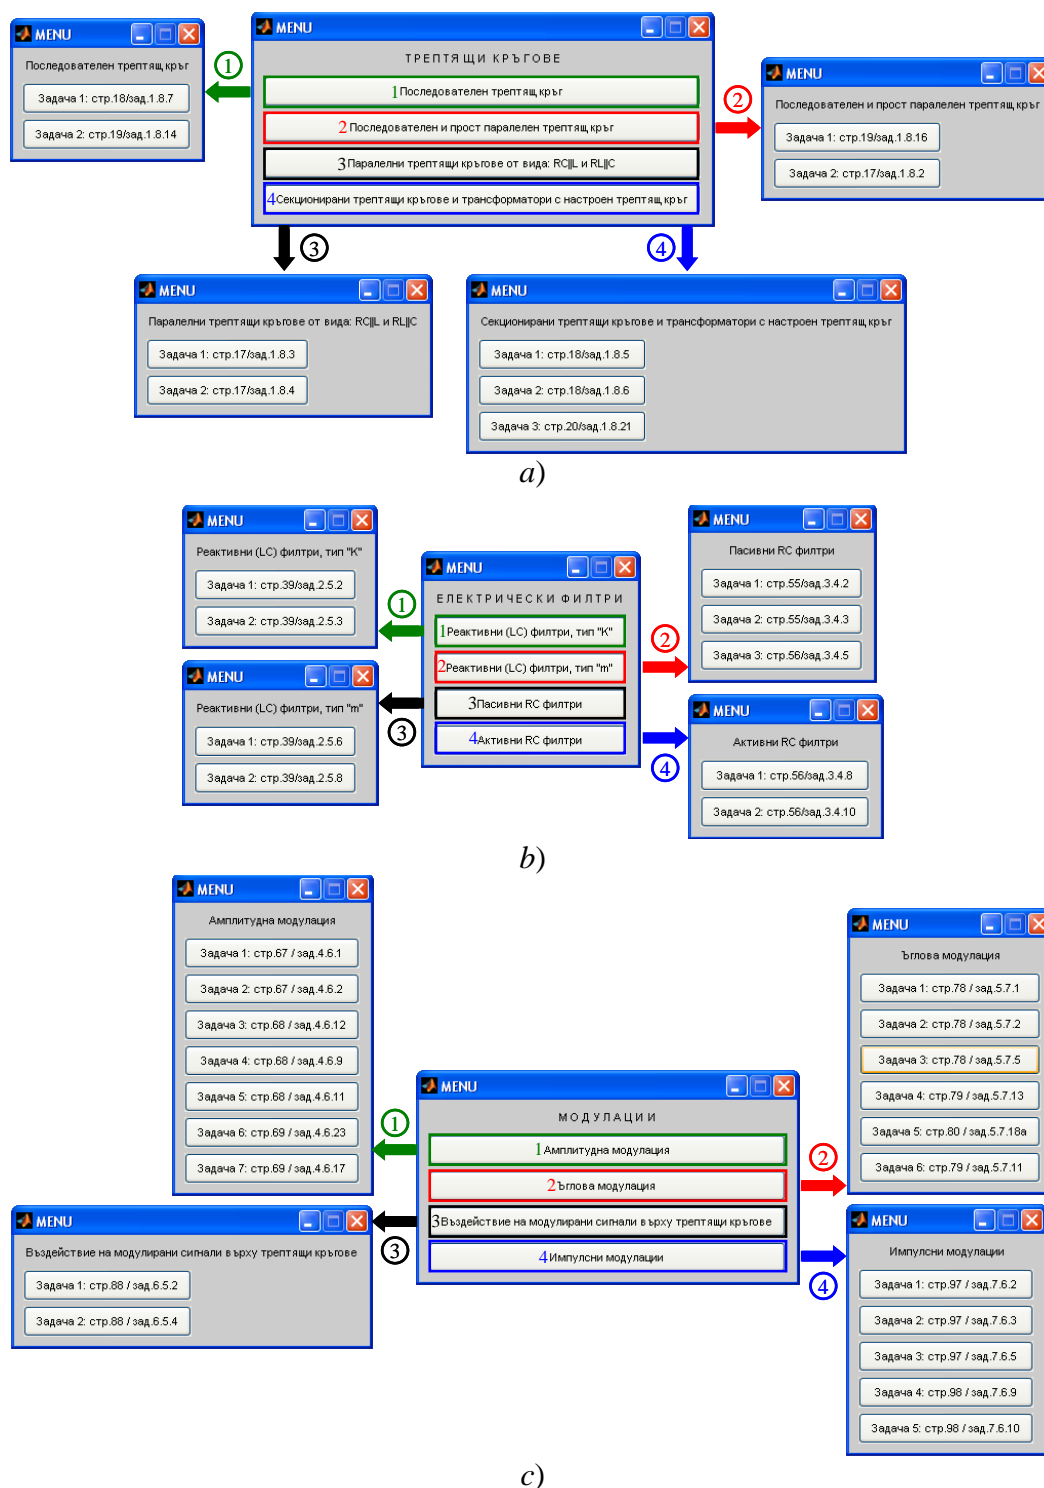 MENU
Последователен трептящ кръг
Задача 1: стр.18/зад.1.8.7
Задача 2: стр.19/зад.1.8.14
1
MENU
ТРЕПТЯЩИ КРЪГОВЕ
1 Последователен трептящ кръг
2 Последователен и прост паралелен трептящ кръг
3 Паралелни трептящи кръгове от вида: RC||L и RL||C
4 Секционирани трептящи кръгове и трансформатори с настроен трептящ кръг
2
MENU
Последователен и прост паралелен трептящ кръг
Задача 1: стр.19/зад.1.8.16
Задача 2: стр.17/зад.1.8.2
3
4
MENU
Паралелни трептящи кръгове от вида: RC||L и RL||C
Задача 1: стр.17/зад.1.8.3
Задача 2: стр.17/зад.1.8.4
MENU
Секционирани трептящи кръгове и трансформатори с настроен трептящ кръг
Задача 1: стр.18/зад.1.8.5
Задача 2: стр.18/зад.1.8.6
Задача 3: стр.20/зад.1.8.21
a)
MENU
Реактивни (LC) филтри, тип "K"
Задача 1: стр.39/зад.2.5.2
Задача 2: стр.39/зад.2.5.3
1
MENU
ЕЛЕКТРИЧЕСКИ ФИЛТРИ
1 Реактивни (LC) филтри, тип "K"
2 Реактивни (LC) филтри, тип "m"
3 Пасивни RC филтри
4 Активни RC филтри
2
MENU
Пасивни RC филтри
Задача 1: стр.55/зад.3.4.2
Задача 2: стр.55/зад.3.4.3
Задача 3: стр.56/зад.3.4.5
MENU
Реактивни (LC) филтри, тип "m"
Задача 1: стр.39/зад.2.5.6
Задача 2: стр.39/зад.2.5.8
3
4
MENU
Активни RC филтри
Задача 1: стр.56/зад.3.4.8
Задача 2: стр.56/зад.3.4.10
b)
MENU
Амплитудна модулация
Задача 1: стр.67 / зад.4.6.1
Задача 2: стр.67 / зад.4.6.2
Задача 3: стр.68 / зад.4.6.12
Задача 4: стр.68 / зад.4.6.9
Задача 5: стр.68 / зад.4.6.11
Задача 6: стр.69 / зад.4.6.23
Задача 7: стр.69 / зад.4.6.17
1
MENU
МОДУЛАЦИИ
1 Амплитудна модулация
2 Ъглова модулация
3 Въздействие на модулирани сигнали върху трептящи кръгове
4 Импулсни модулации
2
MENU
Ъглова модулация
Задача 1: стр.78 / зад.5.7.1
Задача 2: стр.78 / зад.5.7.2
Задача 3: стр.78 / зад.5.7.5
Задача 4: стр.79 / зад.5.7.13
Задача 5: стр.80 / зад.5.7.18a
Задача 6: стр.79 / зад.5.7.11
MENU
Въздействие на модулирани сигнали върху трептящи кръгове
Задача 1: стр.88 / зад.6.5.2
Задача 2: стр.88 / зад.6.5.4
3
4
MENU
Импулсни модулации
Задача 1: стр.97 / зад.7.6.2
Задача 2: стр.97 / зад.7.6.3
Задача 3: стр.97 / зад.7.6.5
Задача 4: стр.98 / зад.7.6.9
Задача 5: стр.98 / зад.7.6.10
c)